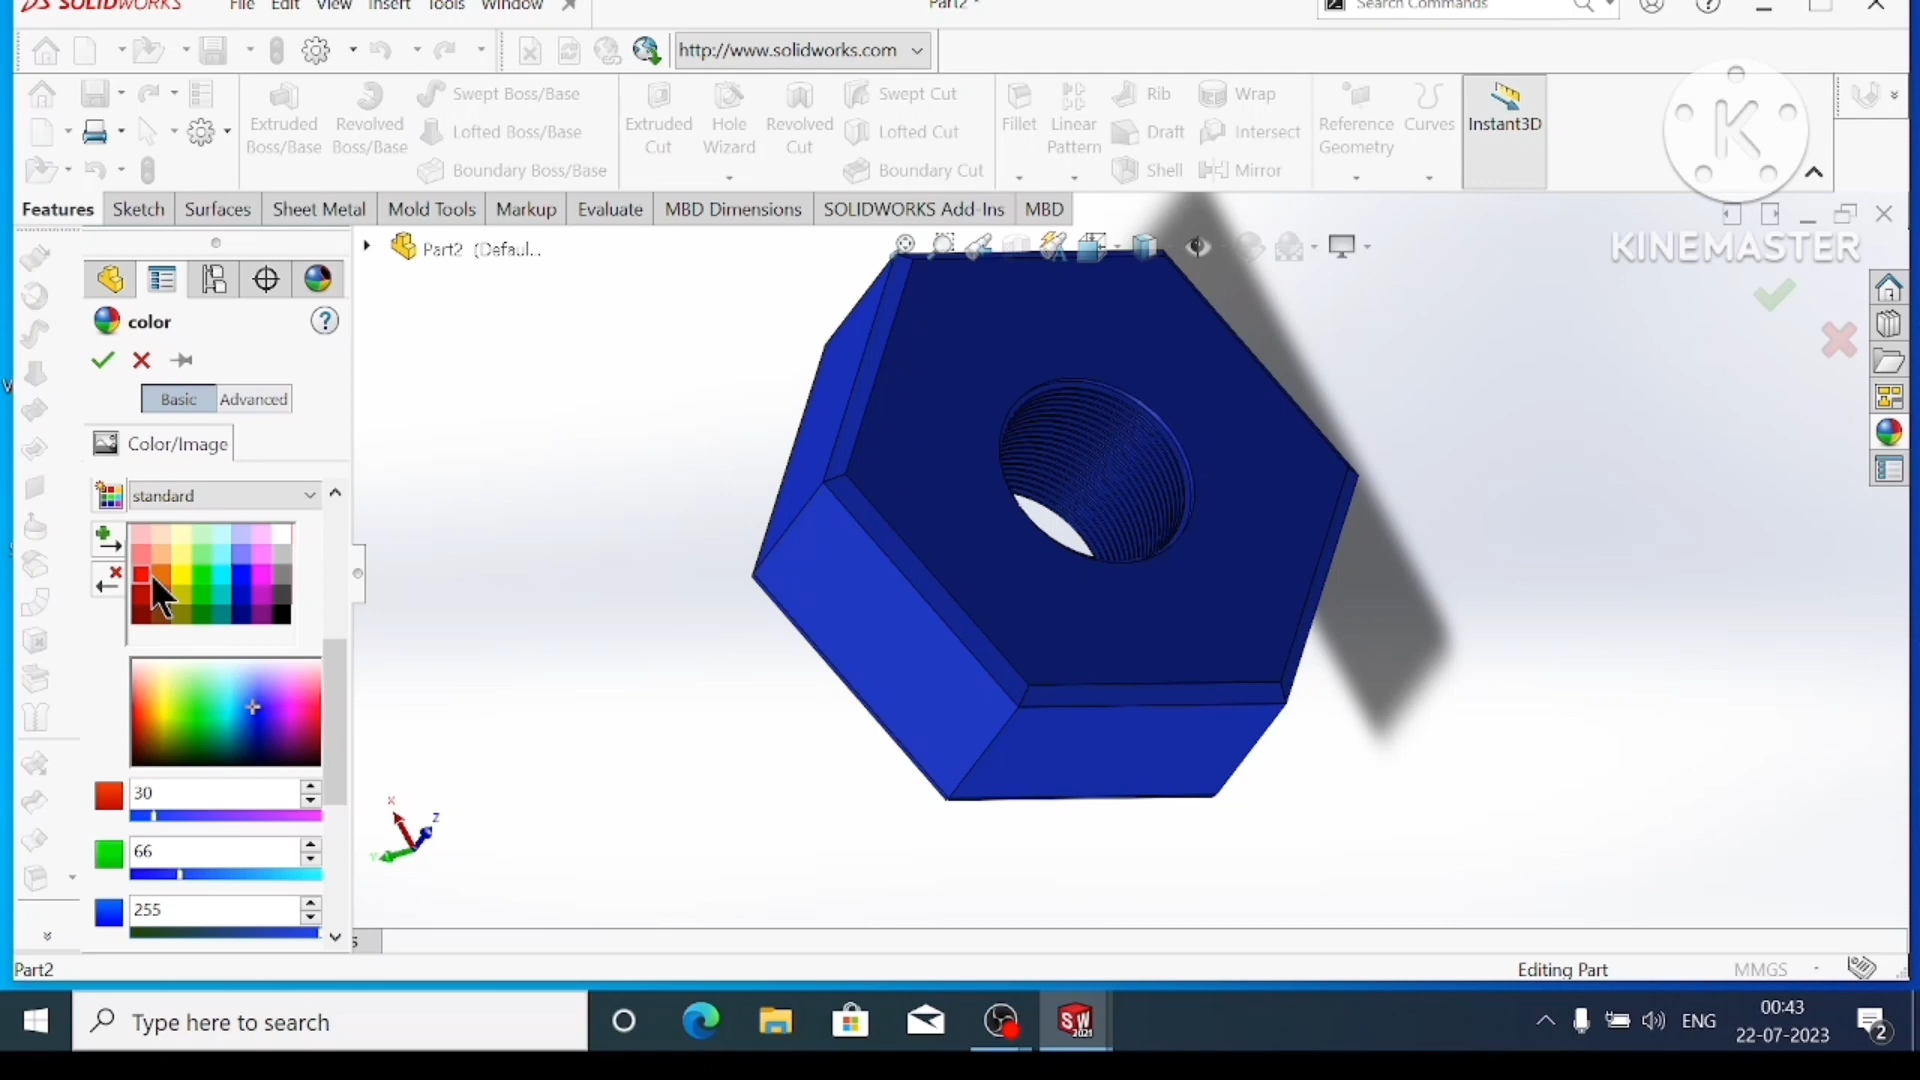 SOLIDWORKS File Edit View Insert Tools Window Part2 * Search Commands
http://www.solidworks.com
Extruded Boss/Base
Revolved Boss/Base
Swept Boss/Base
Lofted Boss/Base
Boundary Boss/Base
Extruded Cut
Hole Wizard
Revolved Cut
Swept Cut
Lofted Cut
Boundary Cut
Fillet
Linear Pattern
Rib
Draft
Shell
Wrap
Intersect
Mirror
Reference Geometry
Curves
Instant3D
K
KINEMASTER
Features Sketch Surfaces Sheet Metal Mold Tools Markup Evaluate MBD Dimensions SOLIDWORKS Add-Ins MBD
Part2 (Defaul...
color
?
Basic Advanced
Color/Image
standard
30
66
255
X
Z
Y
Part2 Editing Part MMGS
Type here to search
SW
2021
ENG
00:43
22-07-2023
2